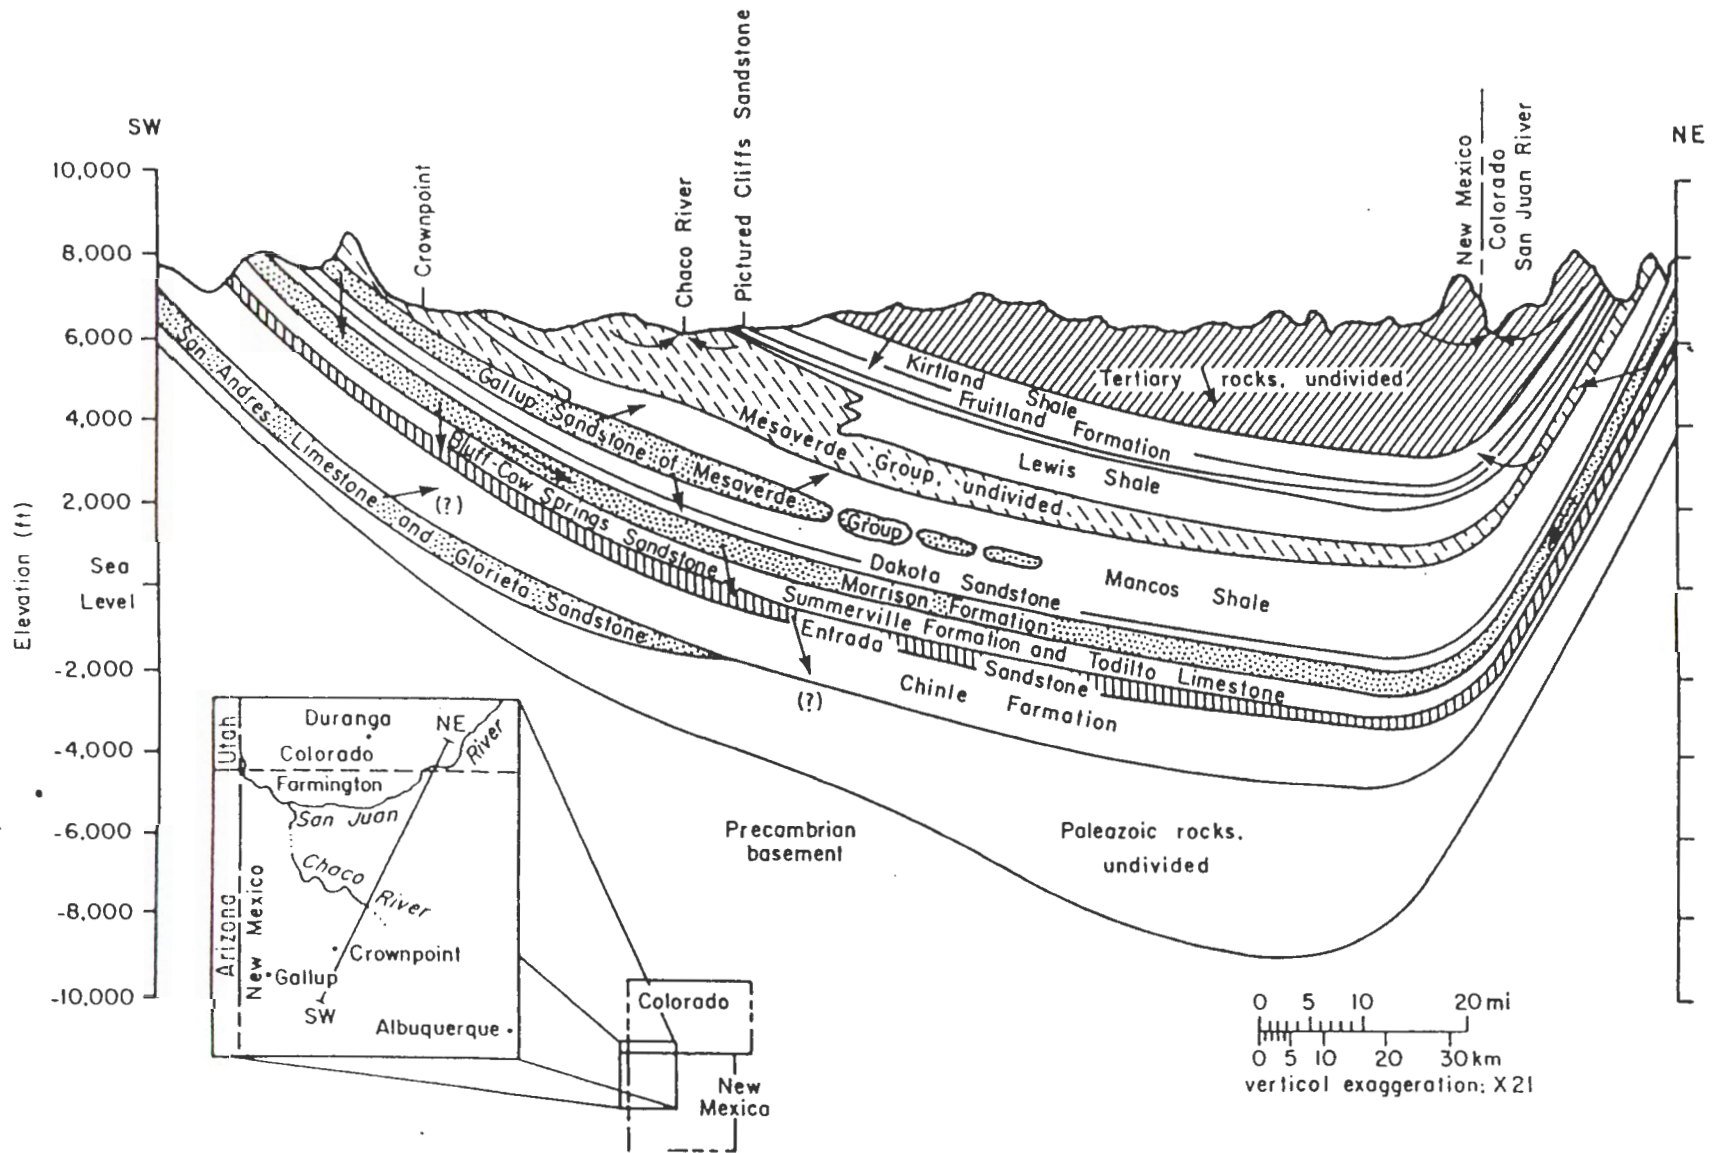 SW
NE
10,000
8,000
6,000
4,000
2,000
Sea
Level
-2,000
-4,000
-6,000
-8,000
-10,000
Elevation (ft)
Crownpoint
Chaco River
Pictured Cliffs Sandstone
New Mexico
Colorado
San Juan River
Kirtland Shale
Tertiary rocks, undivided
Fruitland Formation
Lewis Shale
Mesaverde Group, undivided
Gallup Sandstone of Mesaverde Group
Mancos Shale
Dakota Sandstone
Morrison Formation
Bluff-Cow Springs Sandstone
Summerville Formation and Todilto Limestone
Entrada Sandstone
Chinle Farmation
San Andres Limestone and Glorieta Sandstone
(?)
(?)
Precambrian
basement
Paleazoic rocks.
undivided
Utah
Duranga
NE
River
Colorado
Farmington
San Juan
Chaco River
Arizona
New Mexico
Crownpoint
Gallup
SW
Albuquerque
Colorado
New
Mexica
0 5 10 20 mi
0 5 10 20 30 km
verticol exaggeration: X 21